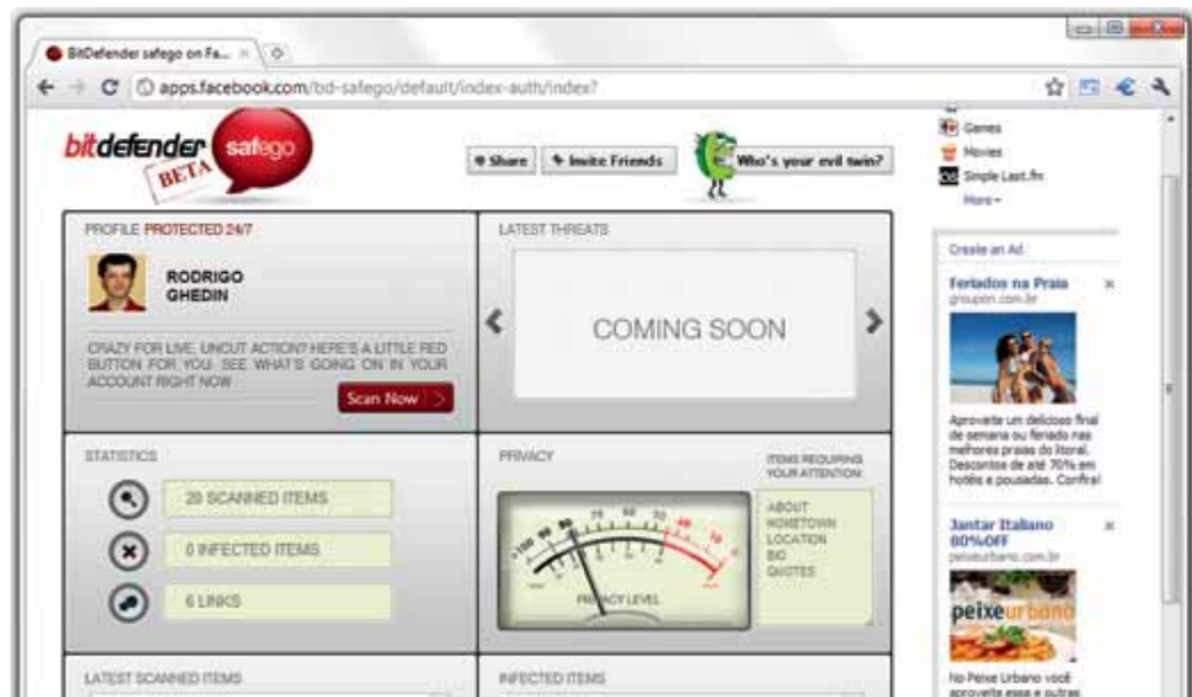 BitDefender safego on Fa...
apps.facebook.com/bd-safego/default/index-auth/index?
bitdefender
safego
BETA
Share
Invite Friends
Who's your evil twin?
PROFILE PROTECTED 24/7
RODRIGO
GHEDIN
CRAZY FOR LIVE, UNCUT ACTION? HERE'S A LITTLE RED
BUTTON FOR YOU. SEE WHAT'S GOING ON IN YOUR
ACCOUNT RIGHT NOW
Scan Now
LATEST THREATS
COMING SOON
STATISTICS
20 SCANNED ITEMS
0 INFECTED ITEMS
6 LINKS
PRIVACY
ITEMS REQUIRING
YOUR ATTENTION:
ABOUT
HOMETOWN
LOCATION
BIO
QUOTES
PRIVACY LEVEL
LATEST SCANNED ITEMS
INFECTED ITEMS
Games
Movies
Simple Last.fm
More
Create an Ad
Feriados na Praia
groupon.com.br
Aproveite um delicioso final
de semana ou feriado nas
melhores praias do litoral.
Descontos de até 70% em
hotéis e pousadas. Confira!
Jantar Italiano
80%OFF
peixeurbano.com.br
peixe urbano
No Peixe Urbano você
aproveita essa e outras